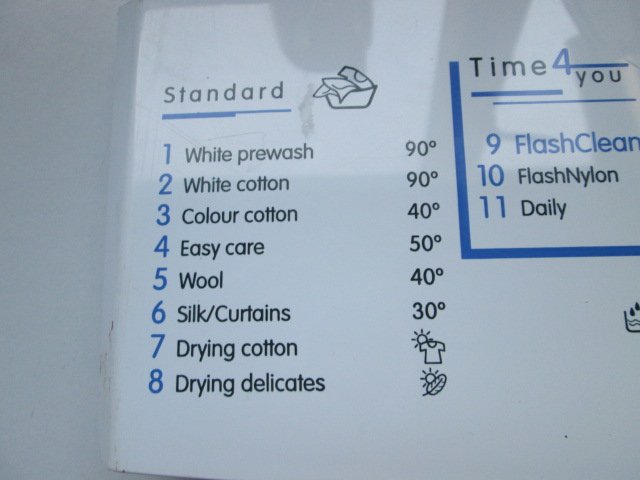 Standard
1 White prewash 90°
2 White cotton 90°
3 Colour cotton 40°
4 Easy care 50°
5 Wool 40°
6 Silk/Curtains 30°
7 Drying cotton
8 Drying delicates
Time4you
9 FlashClean
10 FlashNylon
11 Daily